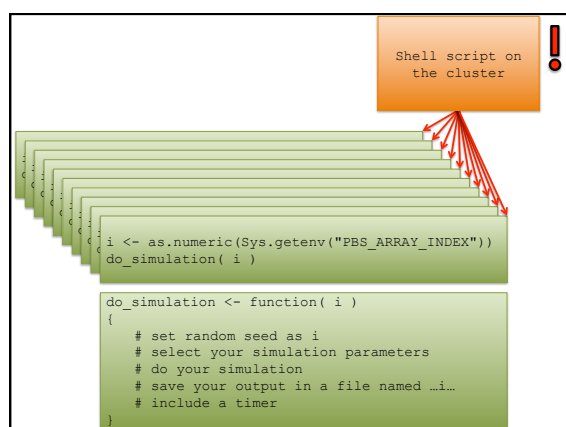 Shell script on
the cluster
!
i <- as.numeric(Sys.getenv("PBS_ARRAY_INDEX"))
do_simulation( i )
do_simulation <- function( i )
{
# set random seed as i
# select your simulation parameters
# do your simulation
# save your output in a file named …i…
# include a timer
}